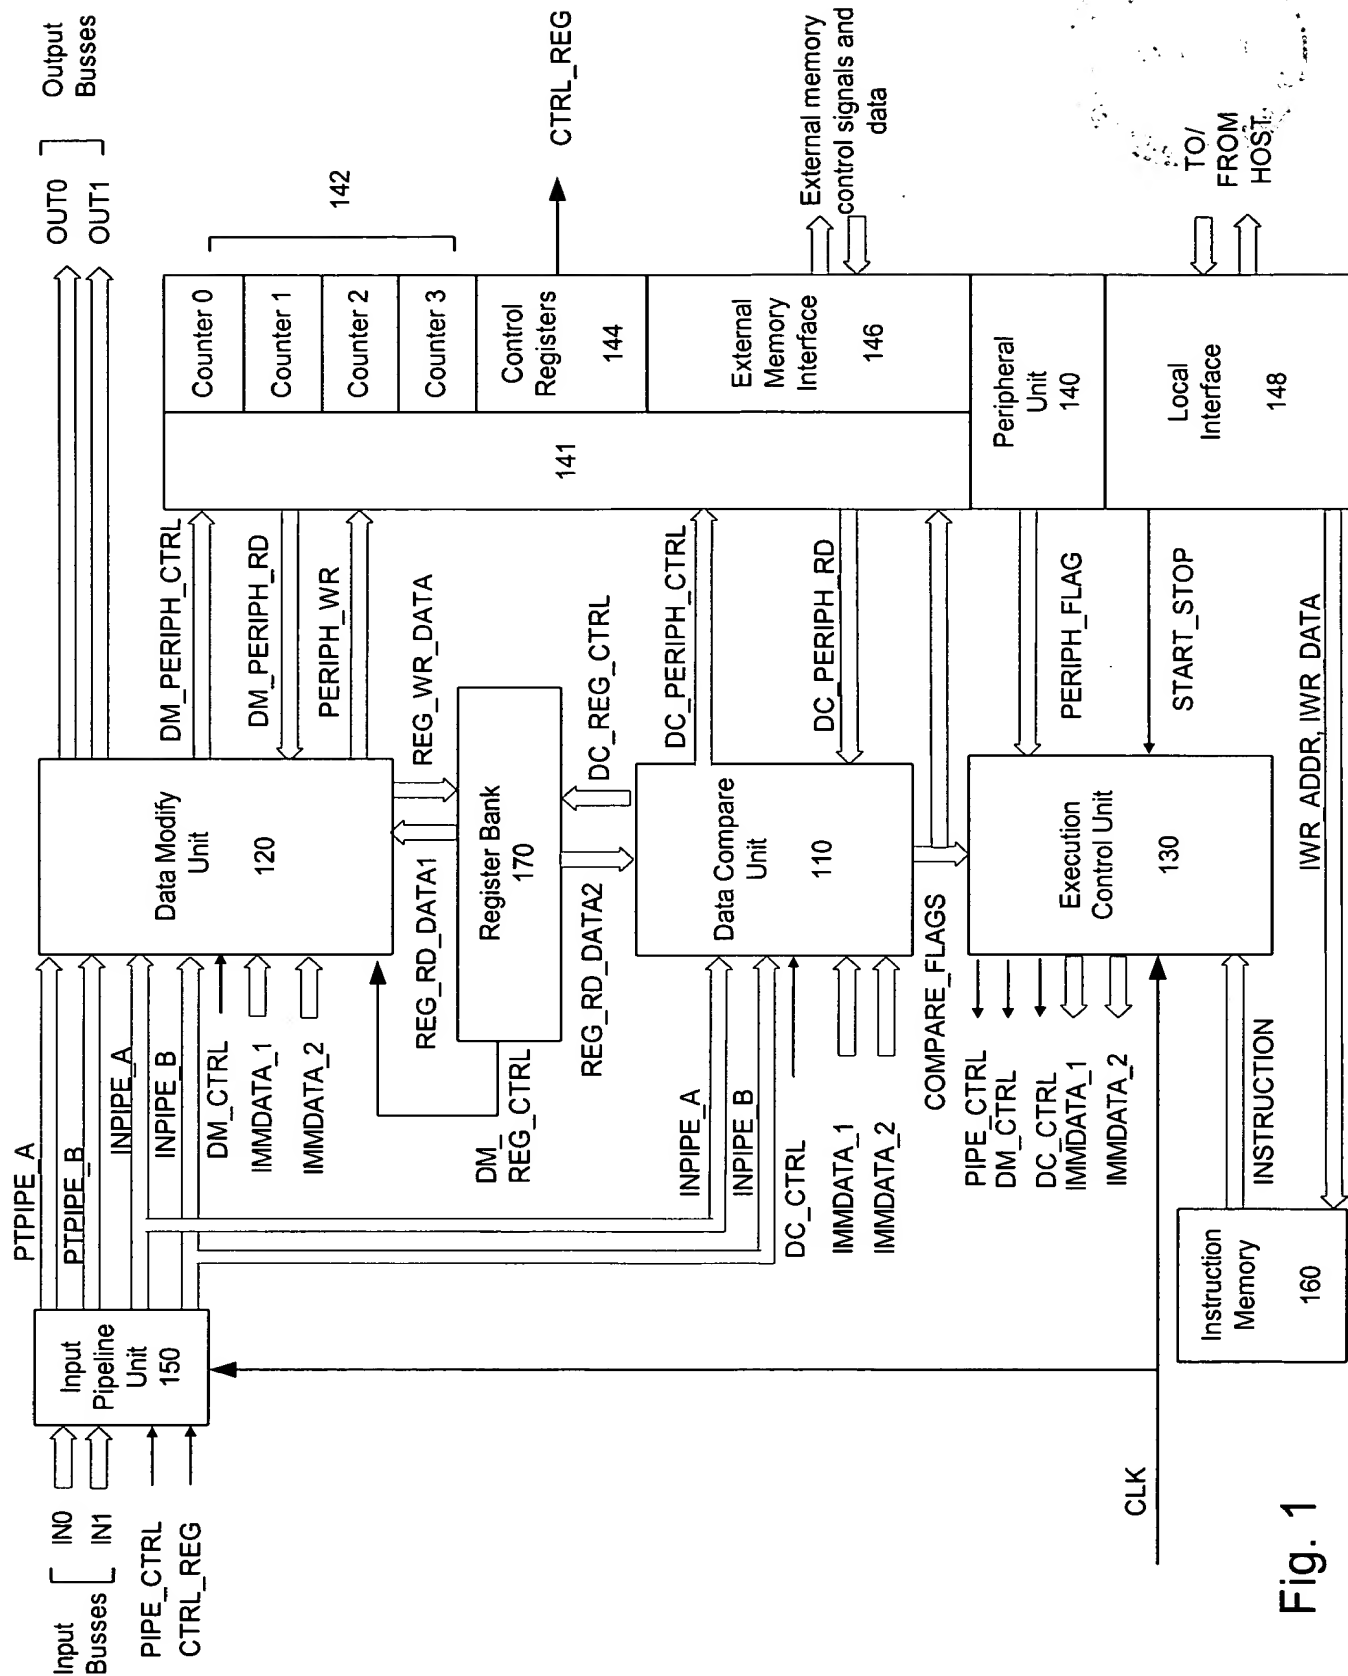 Input
Busses
IN0
IN1
PIPE_CTRL
CTRL_REG
Input
Pipeline
Unit
150
PTPIPE_A
PTPIPE_B
INPIPE_A
INPIPE_B
DM_CTRL
IMMDATA_1
IMMDATA_2
Data Modify
Unit
120
OUT0
OUT1
Output
Busses
DM_PERIPH_CTRL
DM_PERIPH_RD
PERIPH_WR
REG_WR_DATA
REG_RD_DATA1
DM_
REG_CTRL
Register Bank
170
REG_RD_DATA2
DC_REG_CTRL
INPIPE_A
INPIPE_B
DC_CTRL
IMMDATA_1
IMMDATA_2
Data Compare
Unit
110
DC_PERIPH_CTRL
DC_PERIPH_RD
COMPARE_FLAGS
PIPE_CTRL
DM_CTRL
DC_CTRL
IMMDATA_1
IMMDATA_2
Execution
Control Unit
130
PERIPH_FLAG
START_STOP
INSTRUCTION
IWR_ADDR, IWR_DATA
Instruction
Memory
160
CLK
Counter 0
Counter 1
Counter 2
Counter 3
142
Control
Registers
144
CTRL_REG
141
External
Memory
Interface
146
External memory
control signals and
data
Peripheral
Unit
140
Local
Interface
148
TO/
FROM
HOST
Fig. 1